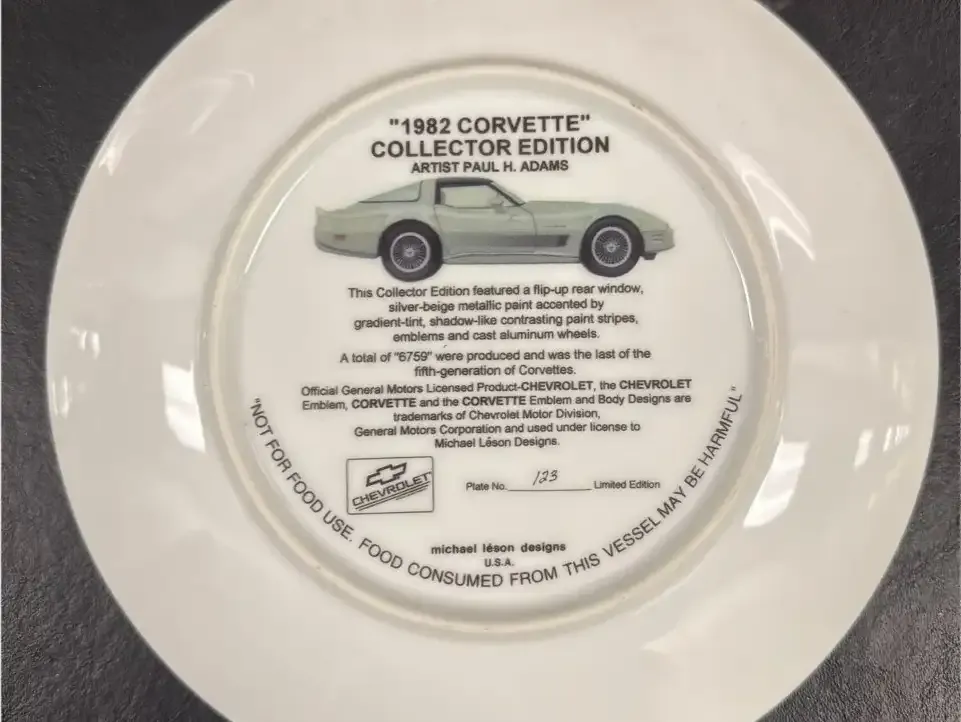 "1982 CORVETTE"
COLLECTOR EDITION
ARTIST PAUL H. ADAMS
This Collector Edition featured a flip-up rear window,
silver-beige metallic paint accented by
gradient-tint, shadow-like contrasting paint stripes,
emblems and cast aluminum wheels.
A total of "6759" were produced and was the last of the
fifth-generation of Corvettes.
Official General Motors Licensed Product-CHEVROLET, the CHEVROLET
Emblem, CORVETTE and the CORVETTE Emblem and Body Designs are
trademarks of Chevrolet Motor Division,
General Motors Corporation and used under license to
Michael Léson Designs.
CHEVROLET
Plate No. 123 Limited Edition
michael léson designs
U.S.A.
"NOT FOR FOOD USE. FOOD CONSUMED FROM THIS VESSEL MAY BE HARMFUL"